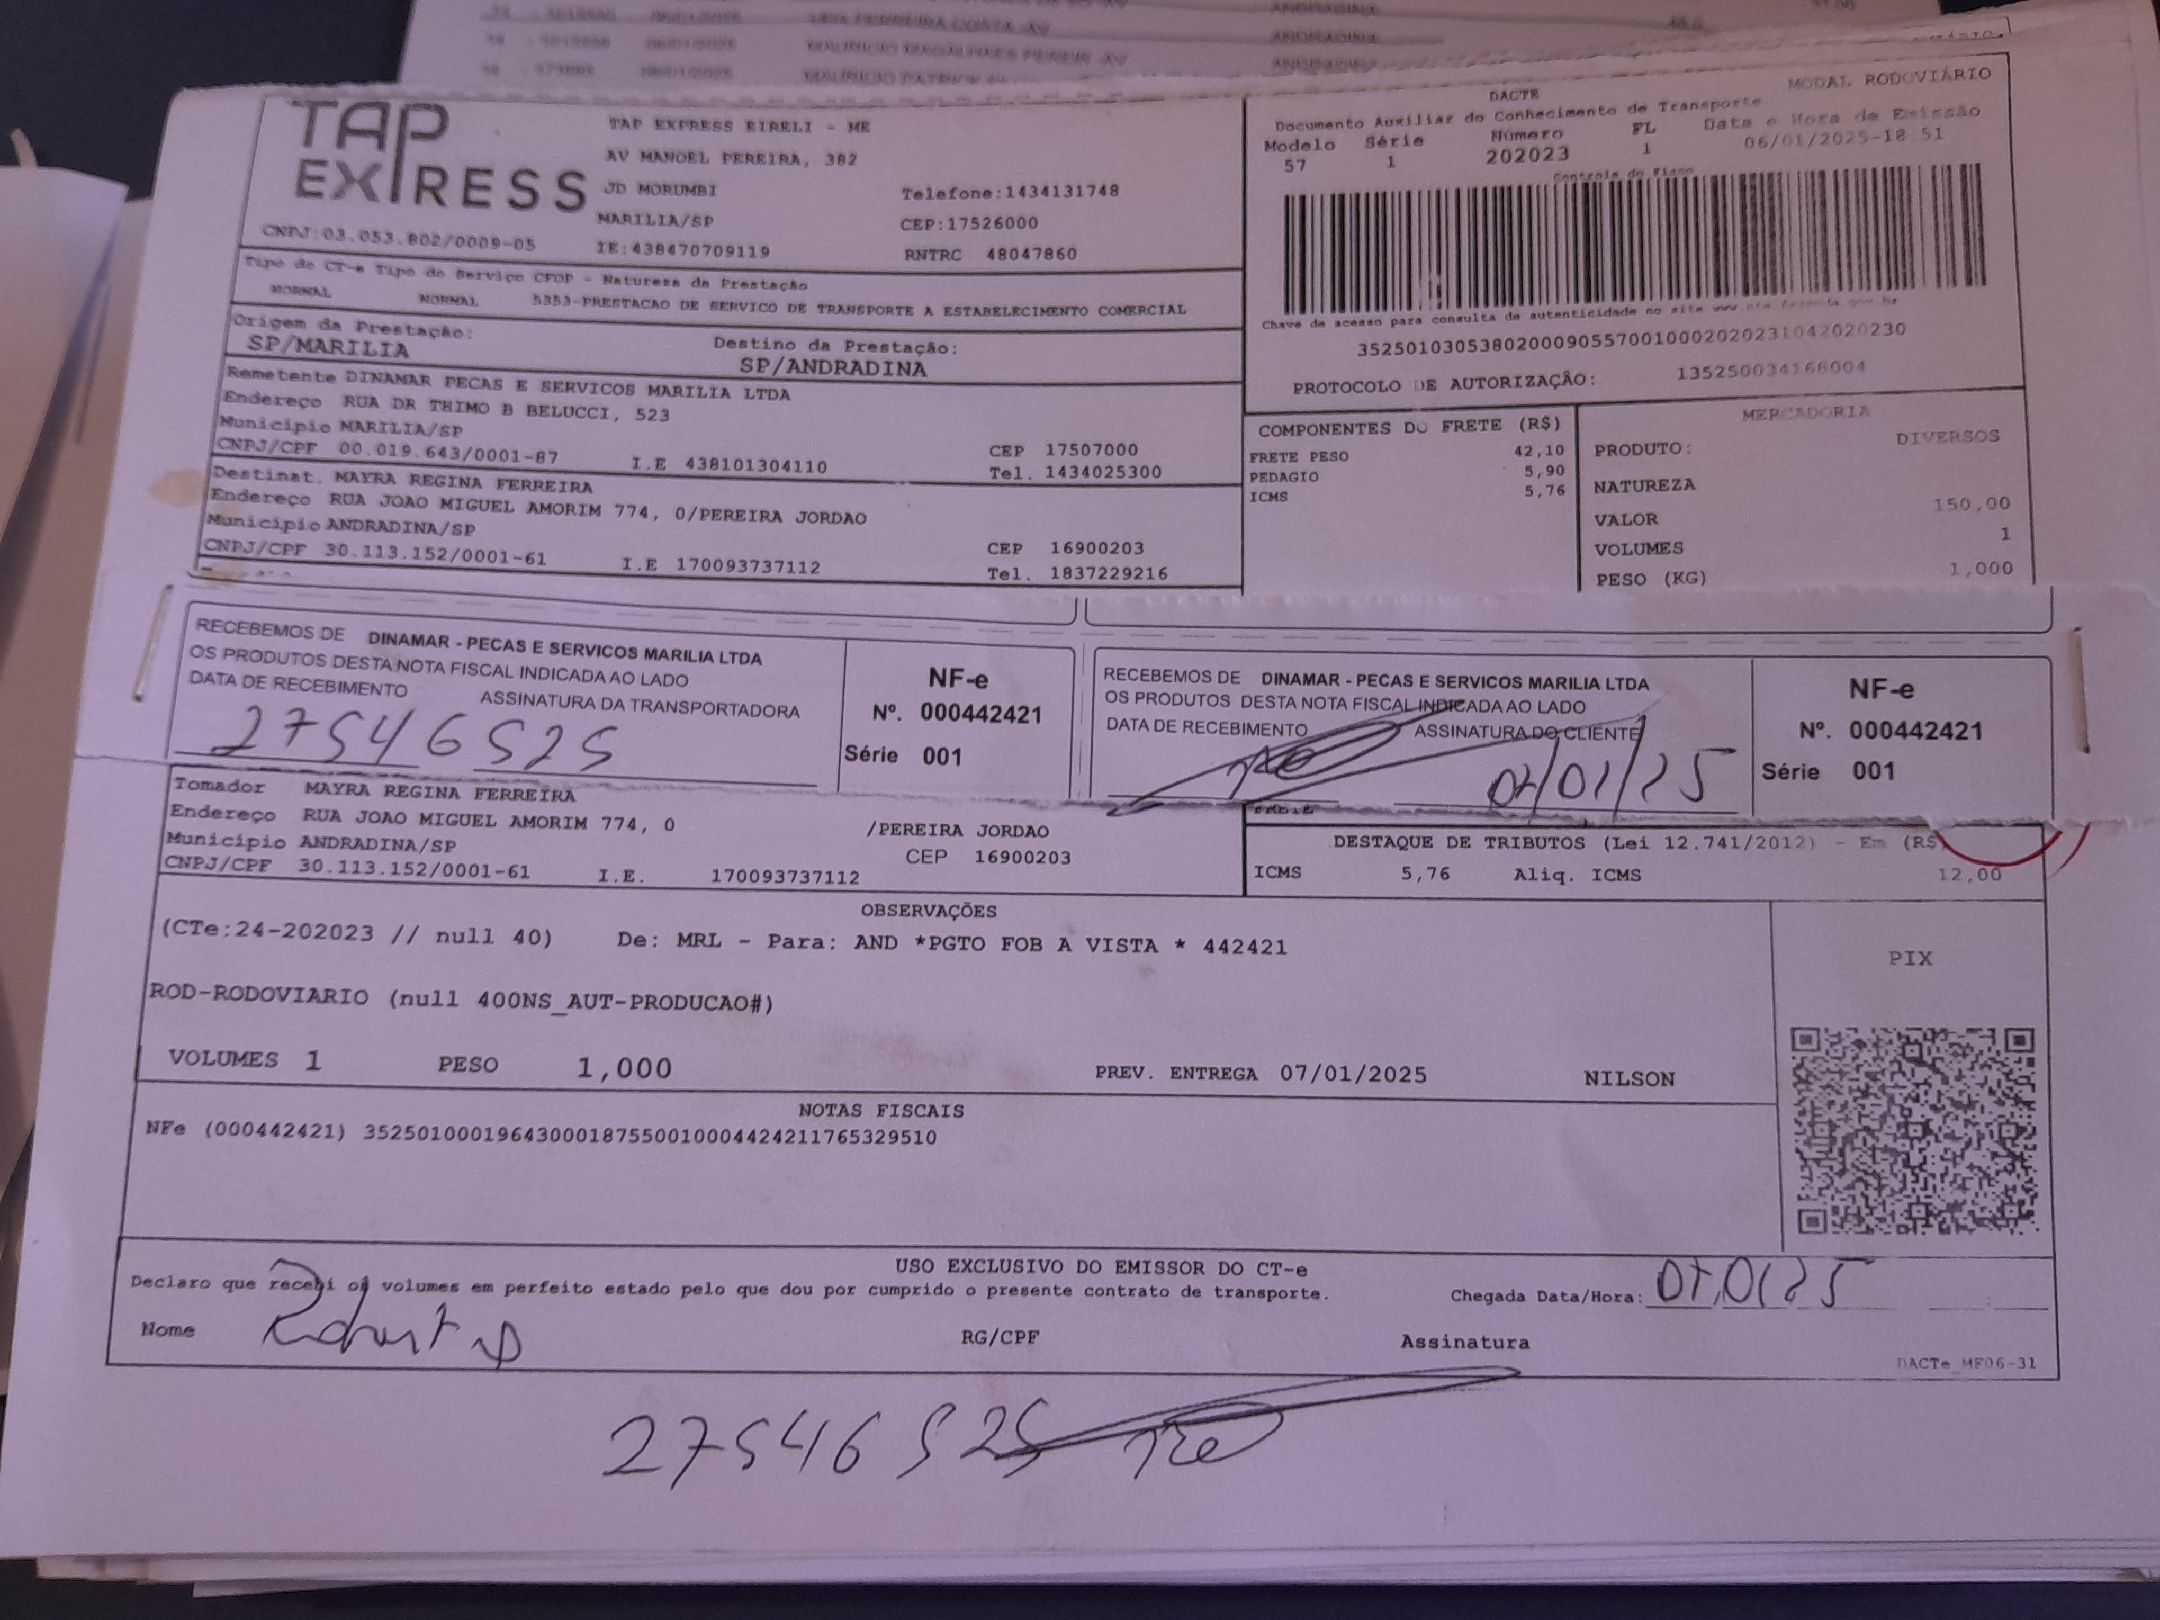 ANDRADINA
06/01/2025 ANDRADINA
TAP
EXPRESS
TAP EXPRESS EIRELI - ME
AV MANOEL PEREIRA, 382
JD MORUMBI Telefone:1434131748
MARILIA/SP CEP:17526000
CNPJ:03.053.802/0009-05 IE:438470709119 RNTRC 48047860
MODAL RODOVIÁRIO
DACTE
Documento Auxiliar do Conhecimento de Transporte
Modelo Série Número FL Data e Hora de Emissão
57 1 202023 1 06/01/2025-18:51
Controle do Fisco
Chave de acesso para consulta de autenticidade no site www.cte.fazenda.gov.br
35250103053802000905570010002020231042020230
PROTOCOLO DE AUTORIZAÇÃO: 135250034168004
Tipo do CT-e Tipo do Serviço CFOP - Natureza da Prestação
NORMAL NORMAL 5353-PRESTACAO DE SERVICO DE TRANSPORTE A ESTABELECIMENTO COMERCIAL
Origem da Prestação: Destino da Prestação:
SP/MARILIA SP/ANDRADINA
Remetente DINAMAR PECAS E SERVICOS MARILIA LTDA
Endereço RUA DR THIMO B BELUCCI, 523
Município MARILIA/SP CEP 17507000
CNPJ/CPF 00.019.643/0001-87 I.E 438101304110 Tel. 1434025300
Destinat. MAYRA REGINA FERREIRA
Endereço RUA JOAO MIGUEL AMORIM 774, 0/PEREIRA JORDAO
Município ANDRADINA/SP CEP 16900203
CNPJ/CPF 30.113.152/0001-61 I.E 170093737112 Tel. 1837229216
COMPONENTES DO FRETE (R$)
FRETE PESO 42,10
PEDAGIO 5,90
ICMS 5,76
MERCADORIA
PRODUTO: DIVERSOS
NATUREZA
VALOR 150,00
VOLUMES 1
PESO (KG) 1,000
RECEBEMOS DE DINAMAR - PECAS E SERVICOS MARILIA LTDA
OS PRODUTOS DESTA NOTA FISCAL INDICADA AO LADO
DATA DE RECEBIMENTO ASSINATURA DA TRANSPORTADORA
27546525
NF-e
Nº. 000442421
Série 001
RECEBEMOS DE DINAMAR - PECAS E SERVICOS MARILIA LTDA
OS PRODUTOS DESTA NOTA FISCAL INDICADA AO LADO
DATA DE RECEBIMENTO ASSINATURA DO CLIENTE
07/01/25
NF-e
Nº. 000442421
Série 001
Tomador MAYRA REGINA FERREIRA
Endereço RUA JOAO MIGUEL AMORIM 774, 0 /PEREIRA JORDAO
Município ANDRADINA/SP CEP 16900203
CNPJ/CPF 30.113.152/0001-61 I.E. 170093737112
DESTAQUE DE TRIBUTOS (Lei 12.741/2012) - Em (R$
ICMS 5,76 Aliq. ICMS 12,00
OBSERVAÇÕES
(CTe:24-202023 // null 40) De: MRL - Para: AND *PGTO FOB A VISTA * 442421
ROD-RODOVIARIO (null 400NS_AUT-PRODUCAO#)
VOLUMES 1 PESO 1,000 PREV. ENTREGA 07/01/2025 NILSON
PIX
NOTAS FISCAIS
NFe (000442421) 35250100019643000187550010004424211765329510
USO EXCLUSIVO DO EMISSOR DO CT-e
Declaro que recebi os volumes em perfeito estado pelo que dou por cumprido o presente contrato de transporte.
Chegada Data/Hora: 07,01 25
Nome RG/CPF Assinatura
DACTe_MF06-31
27546525